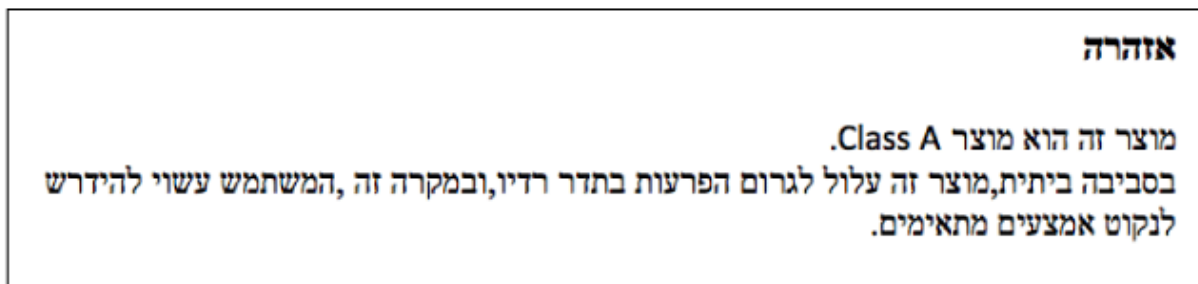 אזהרה
מוצר זה הוא מוצר Class A.
בסביבה ביתית,מוצר זה עלול לגרום הפרעות בתדר רדיו,ובמקרה זה ,המשתמש עשוי להידרש
לנקוט אמצעים מתאימים.